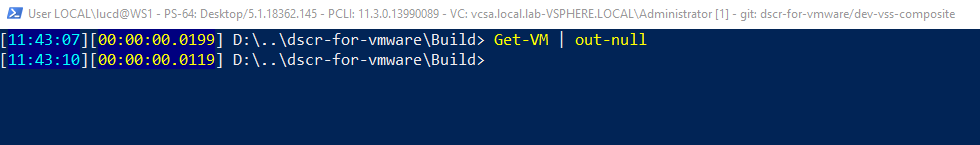 User LOCAL\lucd@WS1 - PS-64: Desktop/5.1.18362.145 - PCLI: 11.3.0.13990089 - VC: vcsa.local.lab-VSPHERE.LOCAL\Administrator [1] - git: dscr-for-vmware/dev-vss-composite
[11:43:07][00:00:00.0199] D:\..\dscr-for-vmware\Build> Get-VM | out-null
[11:43:10][00:00:00.0119] D:\..\dscr-for-vmware\Build>